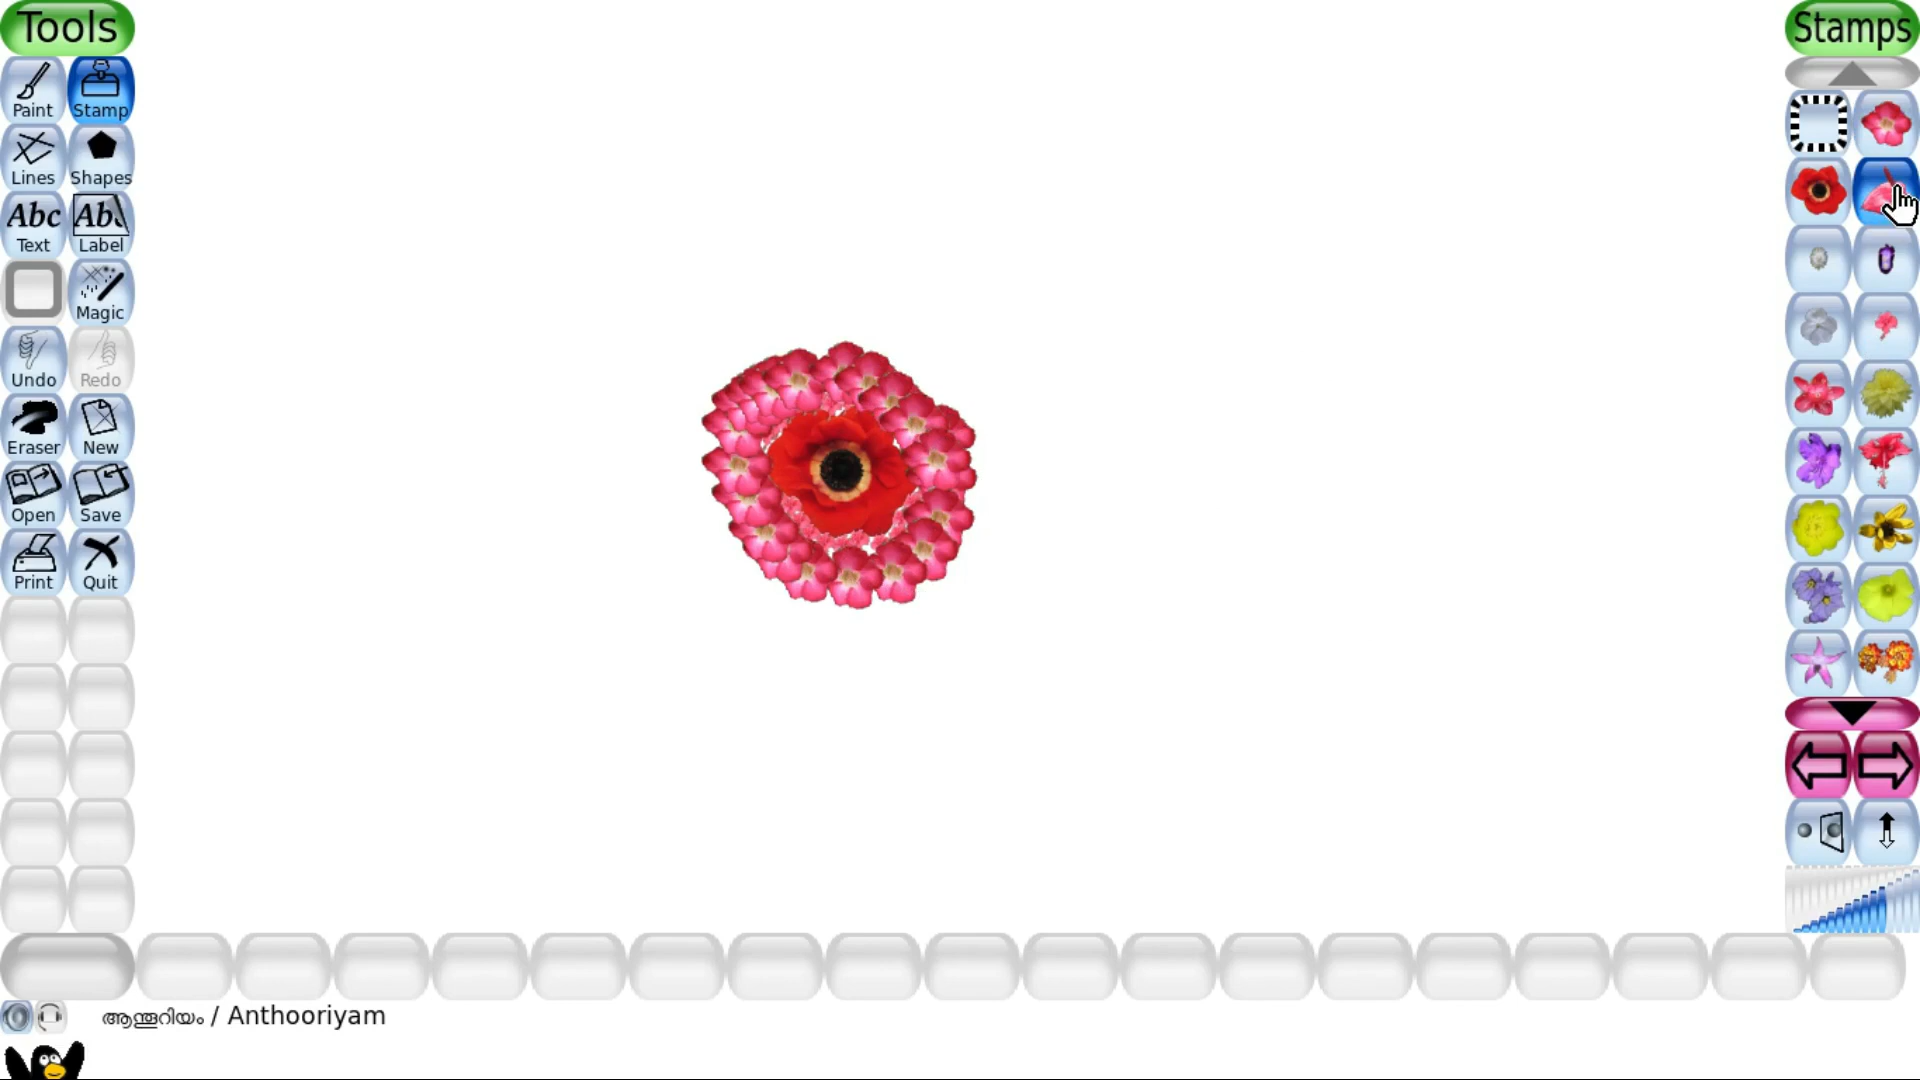 Tools
Stamps
Paint
Stamp
Lines
Shapes
Abc
Text
Abc
Label
Magic
Undo
Redo
Eraser
New
Open
Save
Print
Quit
ആന്തൂറിയം / Anthooriyam